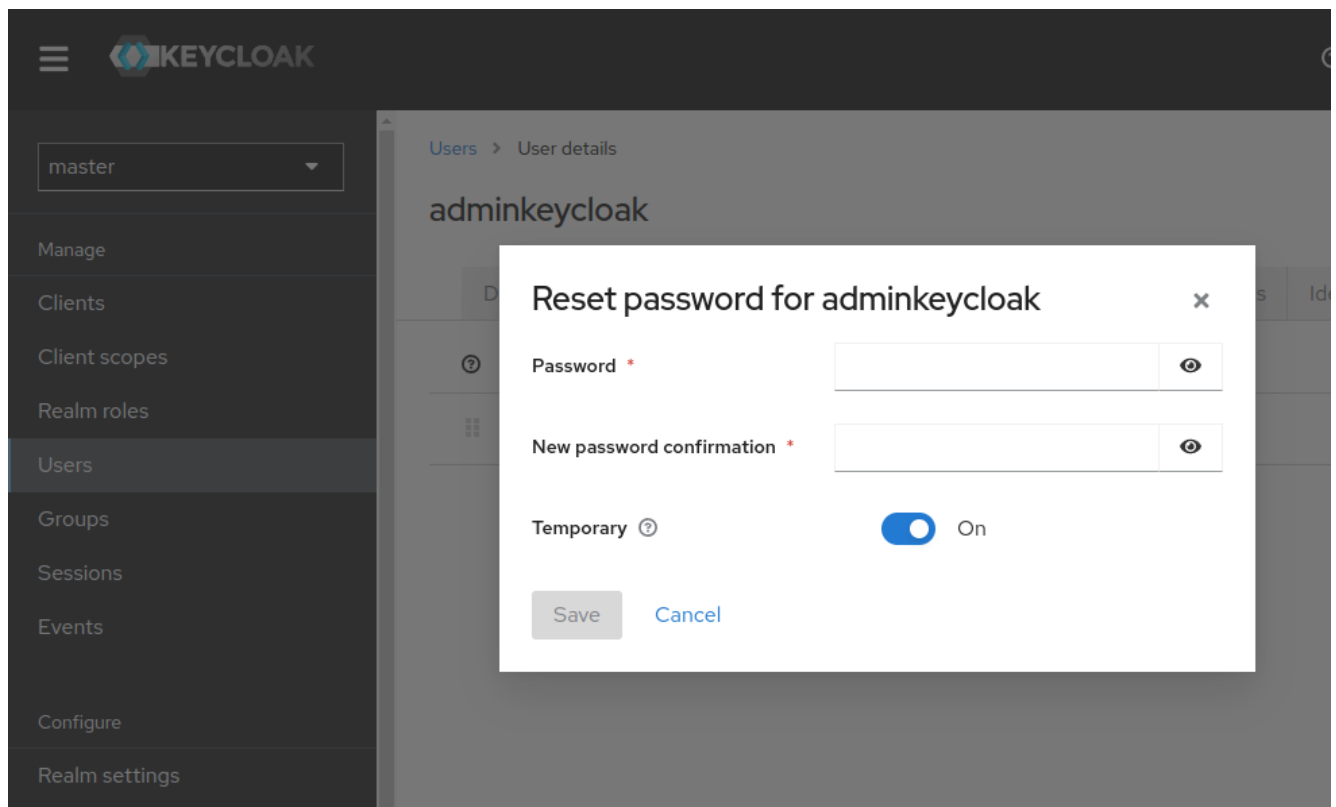 KEYCLOAK
master
Manage
Clients
Client scopes
Realm roles
Users
Groups
Sessions
Events
Configure
Realm settings
Users > User details
adminkeycloak
Reset password for adminkeycloak
Password *
New password confirmation *
Temporary
On
Save Cancel